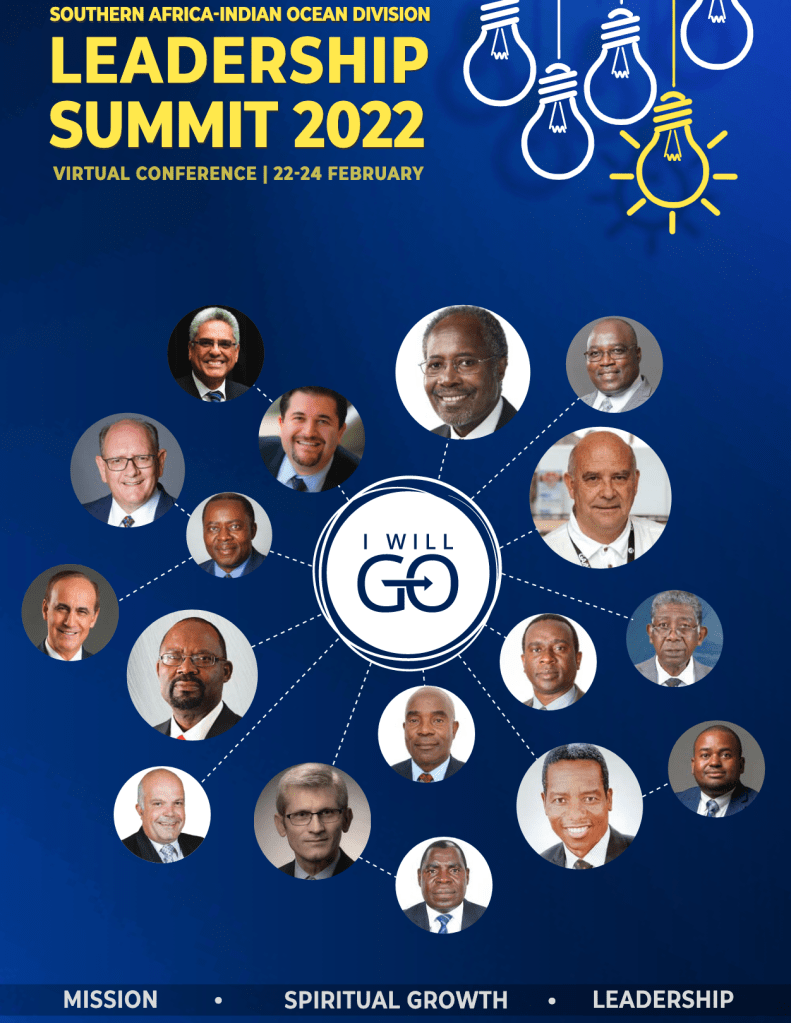 SOUTHERN AFRICA-INDIAN OCEAN DIVISION
LEADERSHIP
SUMMIT 2022
VIRTUAL CONFERENCE | 22-24 FEBRUARY
I WILL
GO
MISSION • SPIRITUAL GROWTH • LEADERSHIP